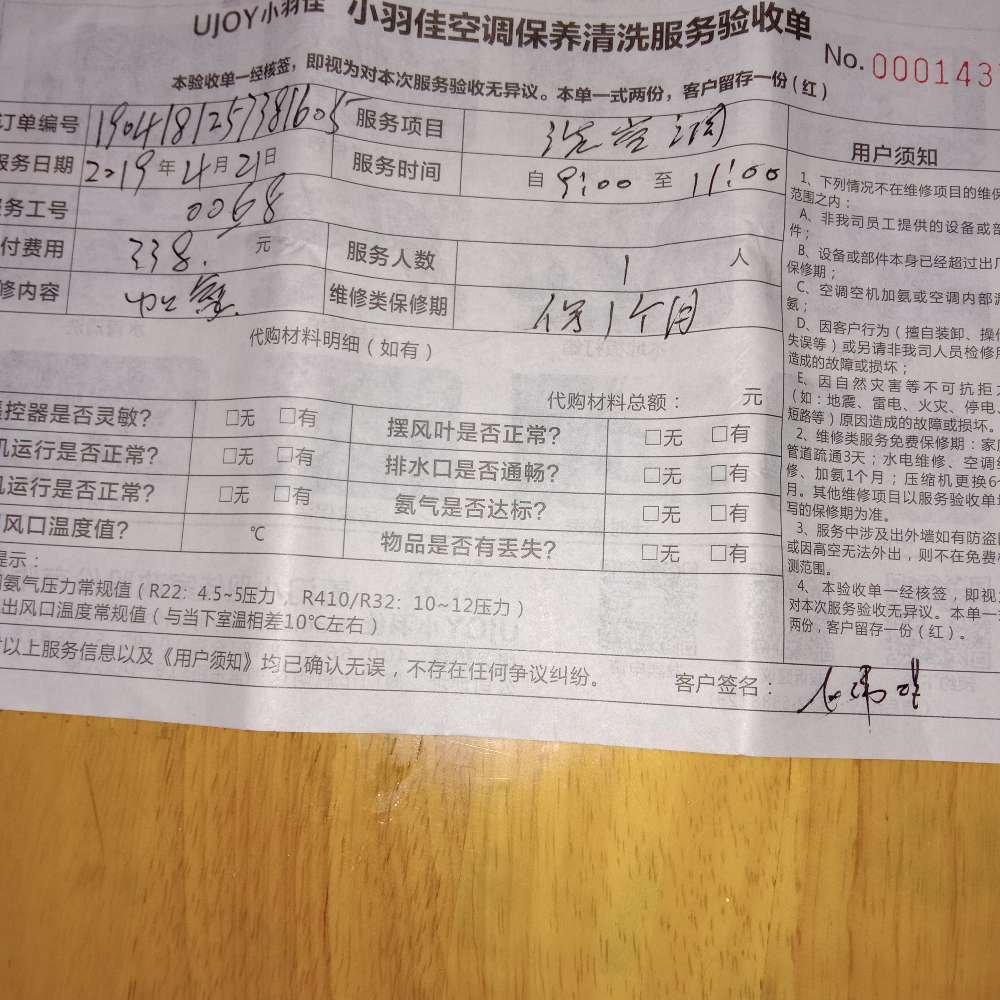 UJOY小羽佳 小羽佳空调保养清洗服务验收单
No. 000143
本验收单一经核签，即视为对本次服务验收无异议。本单一式两份，客户留存一份（红）
订单编号 1904181257381605 服务项目 洗空调
服务日期 2019年4月21日 服务时间 自 9:00 至 11:00
务工号 0068
付费用 338. 元 服务人数 1 人
修内容 加氨 维修类保修期 保1个月
代购材料明细（如有）
代购材料总额： 元
控器是否灵敏? □无 □有 摆风叶是否正常? □无 □有
机运行是否正常? □无 □有 排水口是否通畅? □无 □有
机运行是否正常? □无 □有 氨气是否达标? □无 □有
风口温度值? ℃ 物品是否有丢失? □无 □有
提示：
氨气压力常规值（R22：4.5~5压力 R410/R32：10~12压力）
出风口温度常规值（与当下室温相差10℃左右）
以上服务信息以及《用户须知》均已确认无误，不存在任何争议纠纷。
客户签名：
用户须知
1、下列情况不在维修项目的维保
范围之内：
A、非我司员工提供的设备或部
件；
B、设备或部件本身已经超过出厂
保修期；
C、空调空机加氨或空调内部漏
氨；
D、因客户行为（擅自装卸、操作
失误等）或另请非我司人员检修所
造成的故障或损坏；
E、因自然灾害等不可抗拒
（如：地震、雷电、火灾、停电、
短路等）原因造成的故障或损坏。
2、维修类服务免费保修期：家庭
管道疏通3天；水电维修、空调维
修、加氨1个月；压缩机更换6个
月。其他维修项目以服务验收单
写的保修期为准。
3、服务中涉及出外墙如有防盗
或因高空无法外出，则不在免费检
测范围。
4、本验收单一经核签，即视为
对本次服务验收无异议。本单一式
两份，客户留存一份（红）。